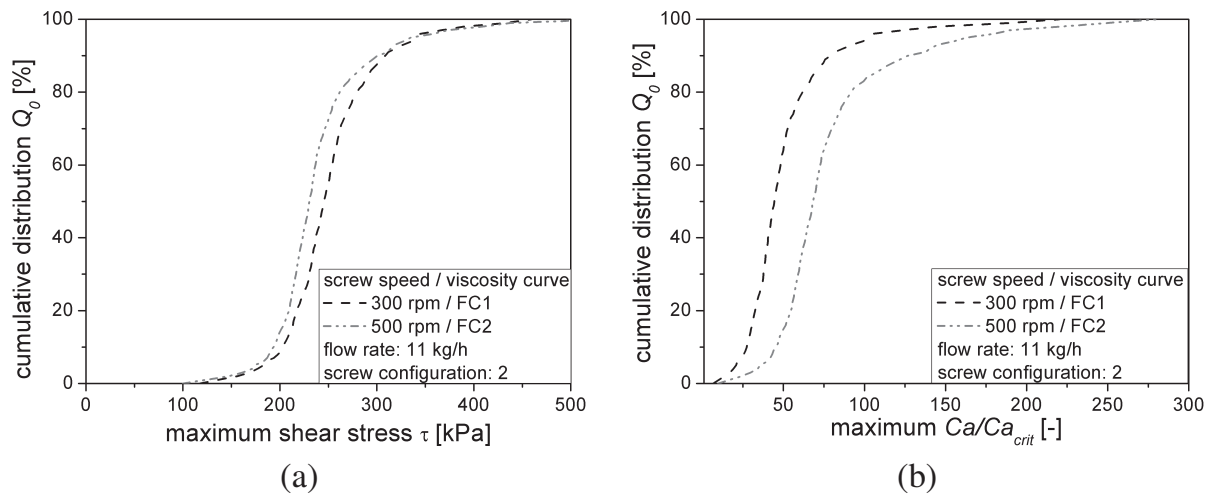 cumulative distribution Q0 [%]
100
80
60
40
20
0
0
100
200
300
400
500
maximum shear stress τ [kPa]
screw speed / viscosity curve
300 rpm / FC1
500 rpm / FC2
flow rate: 11 kg/h
screw configuration: 2
(a)
cumulative distribution Q0 [%]
100
80
60
40
20
0
50
100
150
200
250
300
maximum Ca/Cacrit [-]
screw speed / viscosity curve
300 rpm / FC1
500 rpm / FC2
flow rate: 11 kg/h
screw configuration: 2
(b)